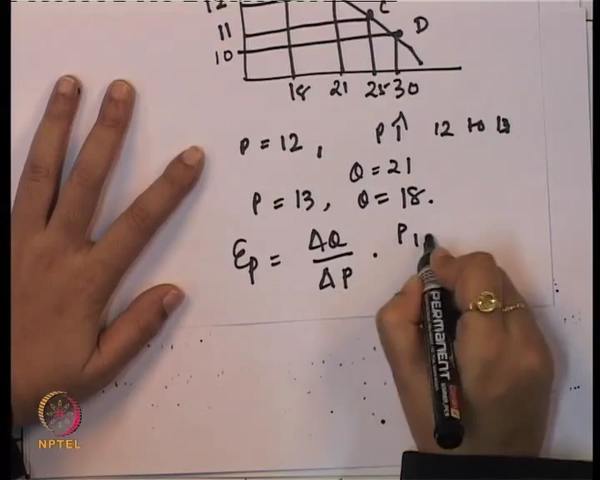 12
C
11
D
10
18 21 25 30
P = 12, P↑ 12 to 13
Q = 21
P = 13, Q = 18.
Ep = ΔQ/ΔP · P1
PERMANENT
NPTEL